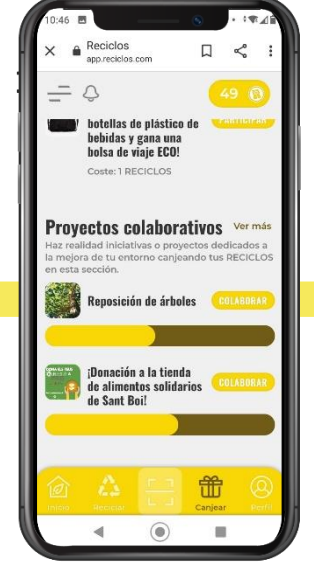 10:46
Reciclos
app.reciclos.com
49
botellas de plástico de
bebidas y gana una
bolsa de viaje ECO!
PARTICIPAR
Coste: 1 RECICLOS
Proyectos colaborativos Ver más
Haz realidad iniciativas o proyectos dedicados a
la mejora de tu entorno canjeando tus RECICLOS
en esta sección.
Reposición de árboles COLABORAR
¡Donación a la tienda
de alimentos solidarios
de Sant Boi!
COLABORAR
Inicio Reciclar Canjear Perfil